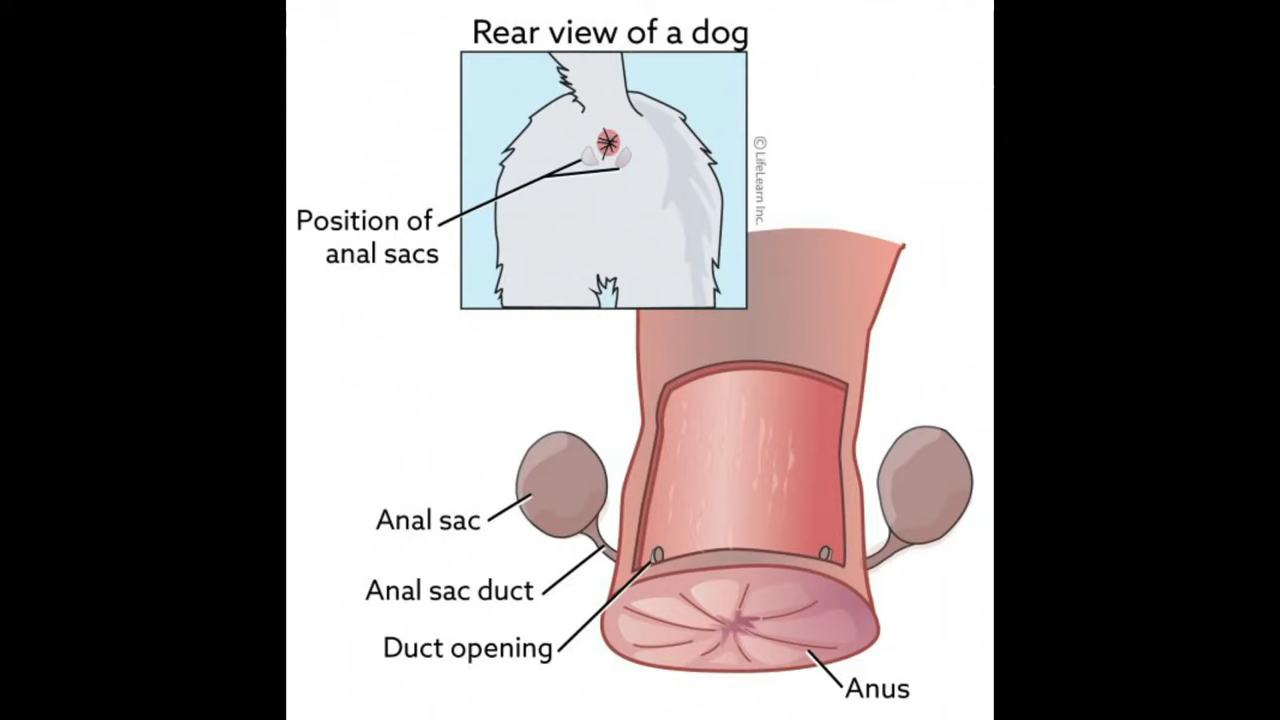 Rear view of a dog
© LifeLearn Inc.
Position of
anal sacs
Anal sac
Anal sac duct
Duct opening
Anus